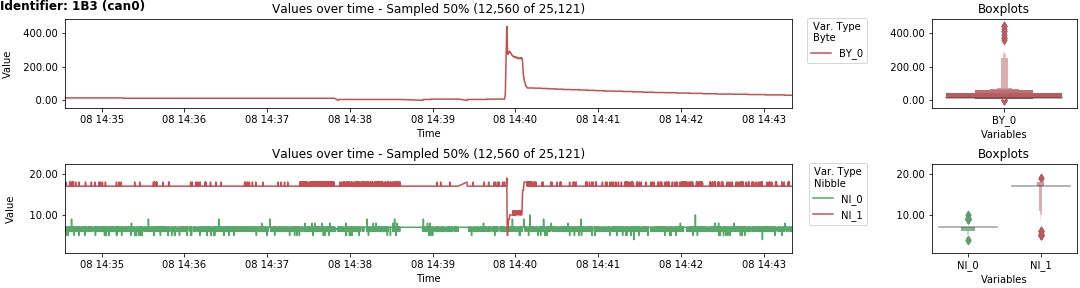 Identifier: 1B3 (can0)
Values over time - Sampled 50% (12,560 of 25,121)
Value
400.00
200.00
0.00
08 14:35 08 14:36 08 14:37 08 14:38 08 14:39 08 14:40 08 14:41 08 14:42 08 14:43
Time
Var. Type
Byte
BY_0
Boxplots
400.00
200.00
0.00
BY_0
Variables
Values over time - Sampled 50% (12,560 of 25,121)
Value
20.00
10.00
08 14:35 08 14:36 08 14:37 08 14:38 08 14:39 08 14:40 08 14:41 08 14:42 08 14:43
Time
Var. Type
Nibble
NI_0
NI_1
Boxplots
20.00
10.00
NI_0 NI_1
Variables